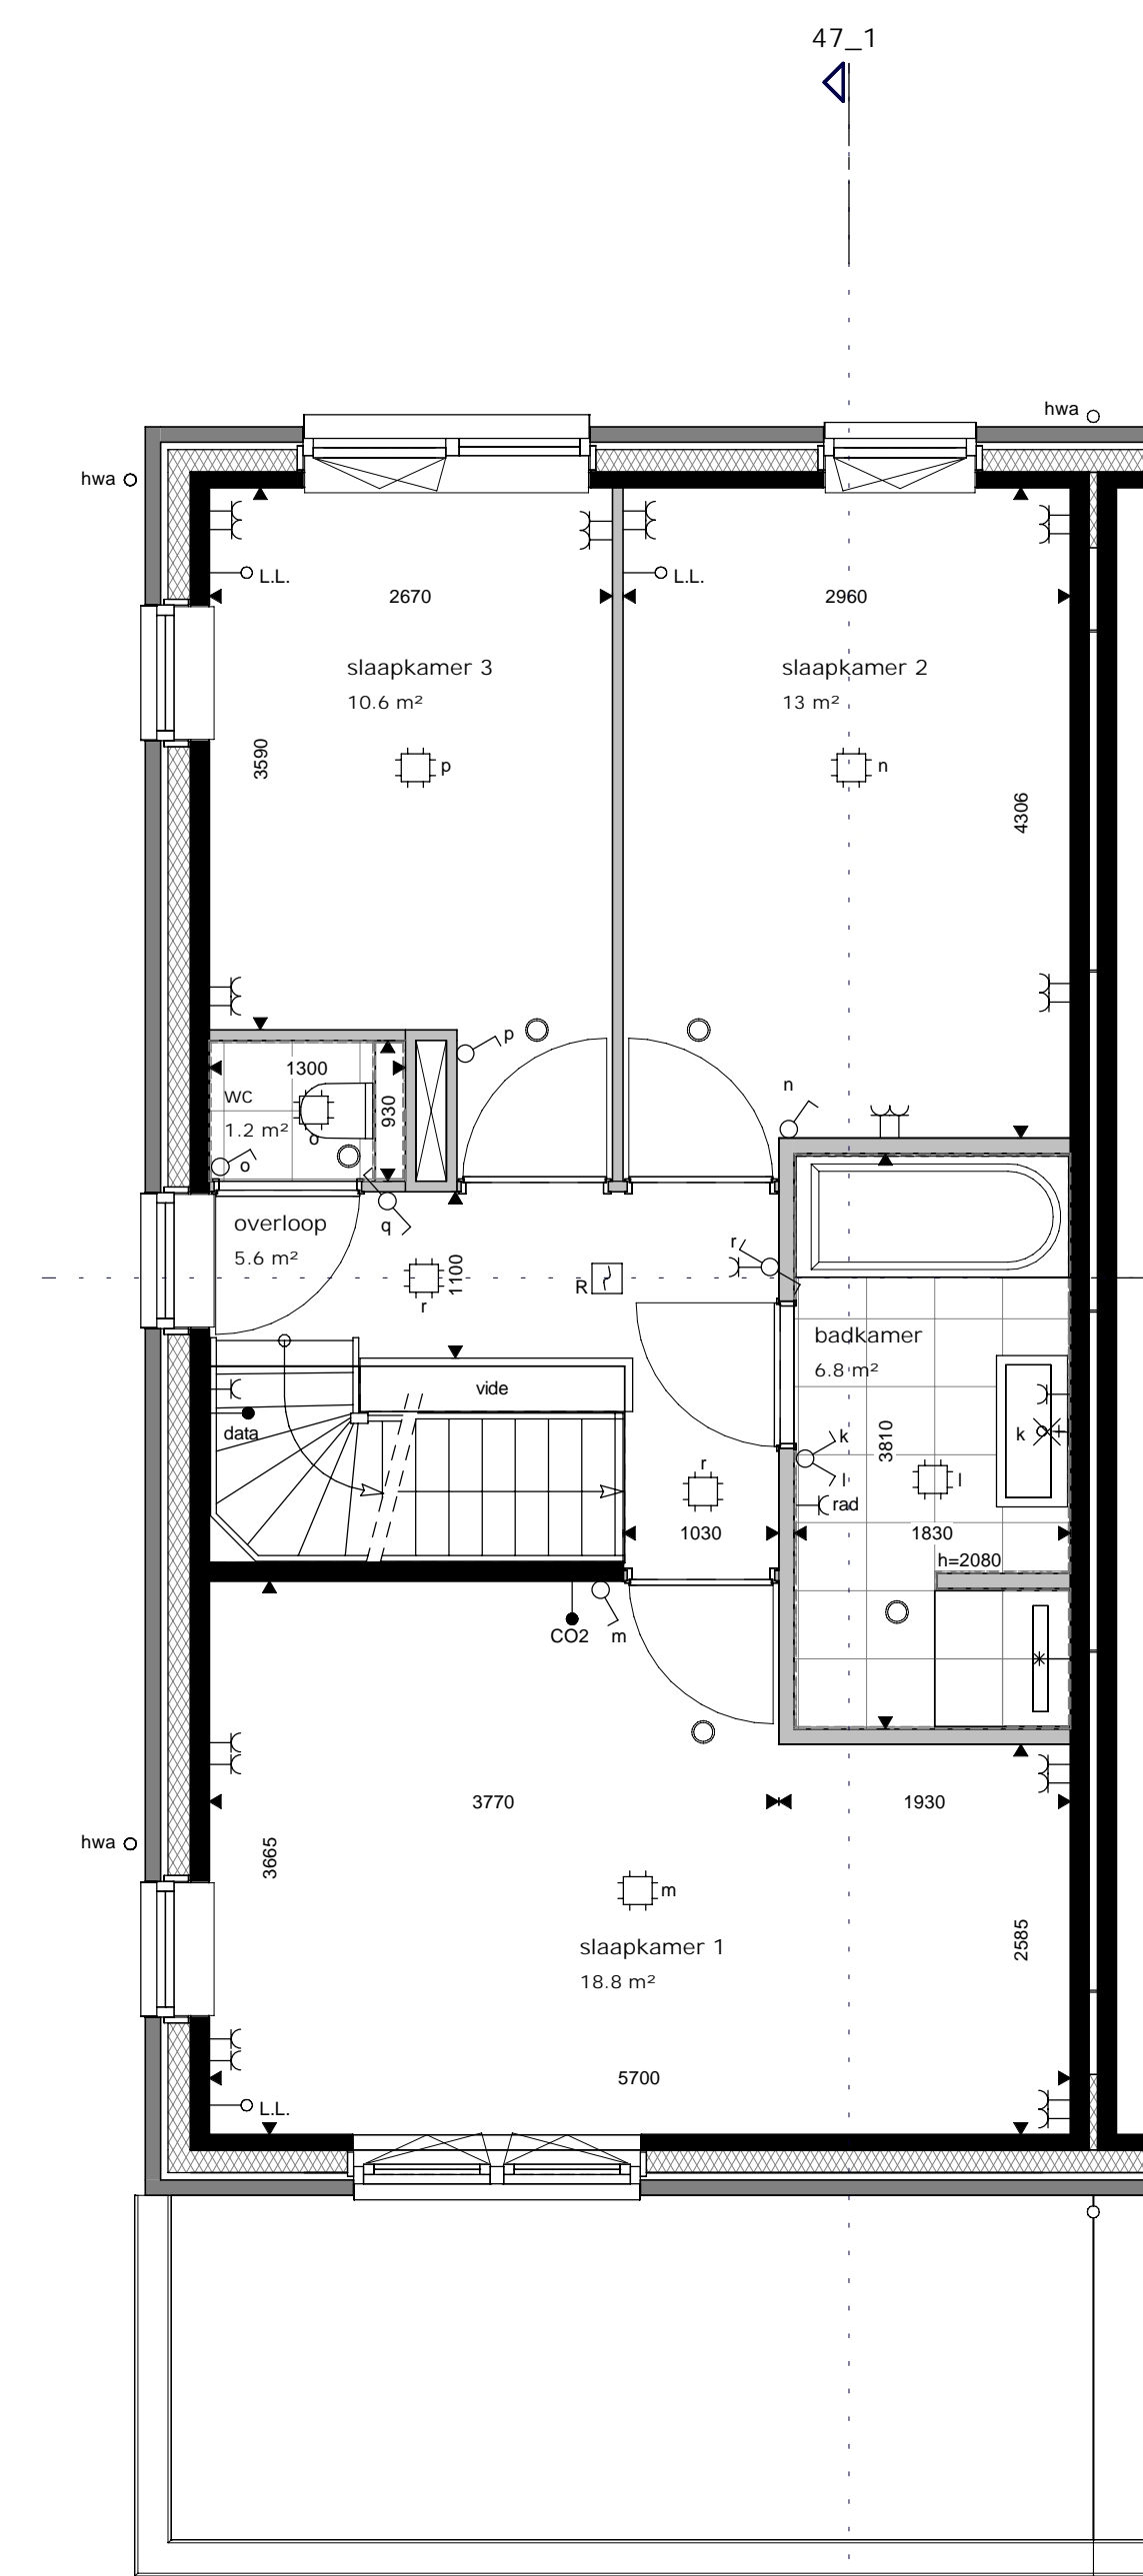 47_1
hwa
hwa
L.L.
L.L.
2670
2960
slaapkamer 3
10.6 m²
slaapkamer 2
13 m²
3590
p
n
4306
p
n
1300
wc
1.2 m²
930
o
o
q
overloop
5.6 m²
1100
r
R
r
badkamer
6.8 m²
vide
data
3810
k
l
k
l
r
rad
1030
1830
h=2080
CO2
m
3770
1930
hwa
3665
m
slaapkamer 1
18.8 m²
2585
5700
L.L.